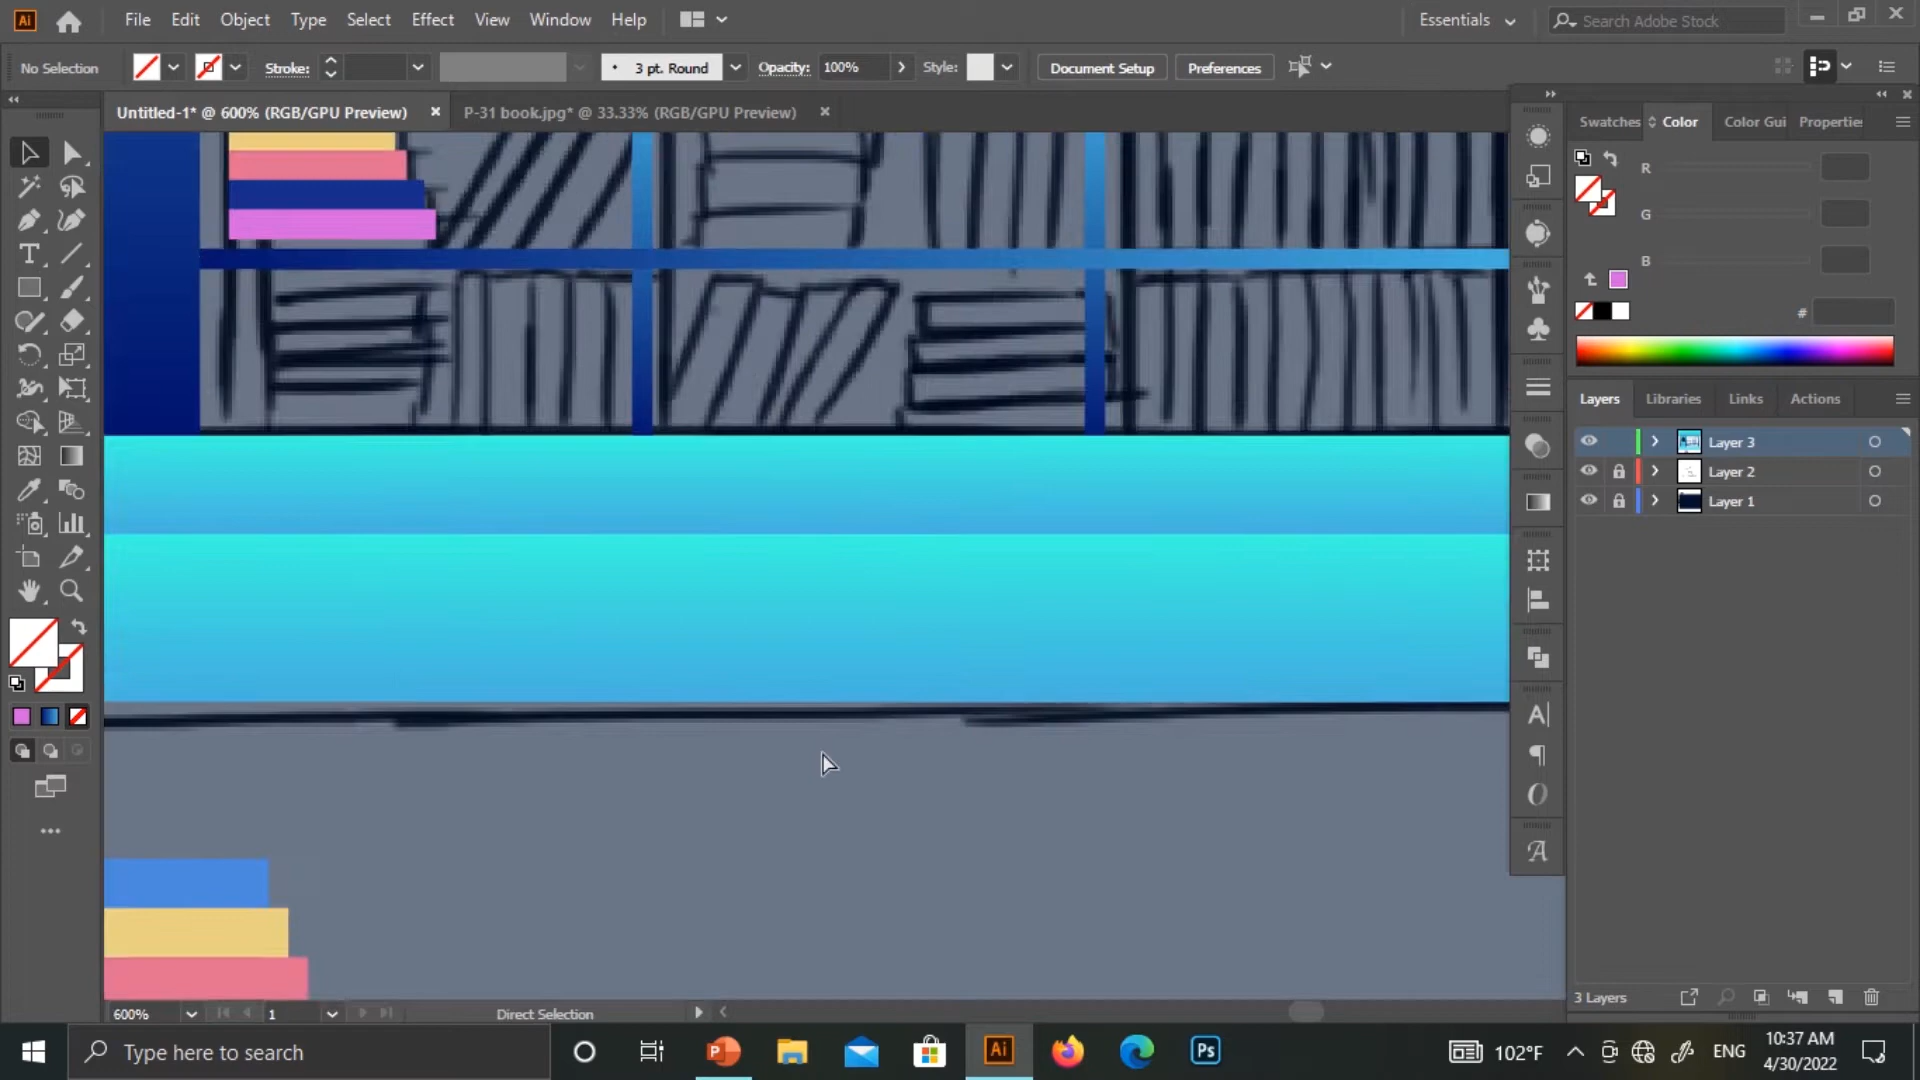 Ai File Edit Object Type Select Effect View Window Help Essentials Search Adobe Stock
No Selection Stroke: 3 pt. Round Opacity: 100% Style: Document Setup Preferences
Untitled-1* @ 600% (RGB/GPU Preview) × P-31 book.jpg* @ 33.33% (RGB/GPU Preview) ×
Swatches Color Color Gui Propertie
R
G
B
#
Layers Libraries Links Actions
Layer 3
Layer 2
Layer 1
3 Layers
600% 1 Direct Selection
Type here to search
P Ai Ps
102°F ENG
10:37 AM
4/30/2022